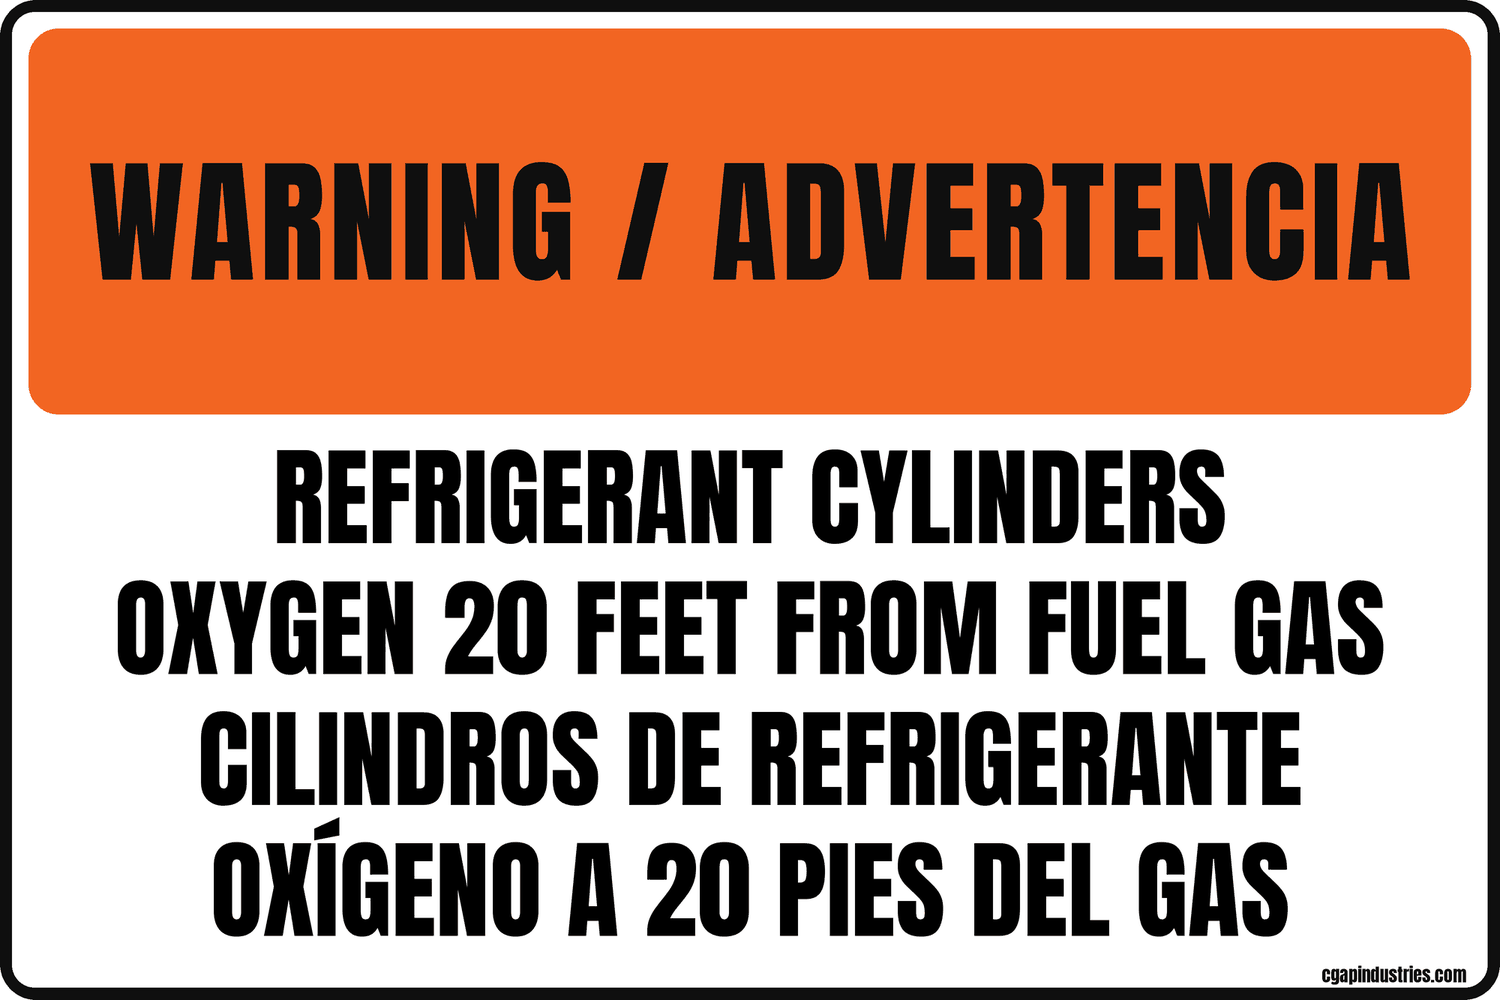 WARNING / ADVERTENCIA
REFRIGERANT CYLINDERS
OXYGEN 20 FEET FROM FUEL GAS
CILINDROS DE REFRIGERANTE
OXÍGENO A 20 PIES DEL GAS
cgapindustries.com